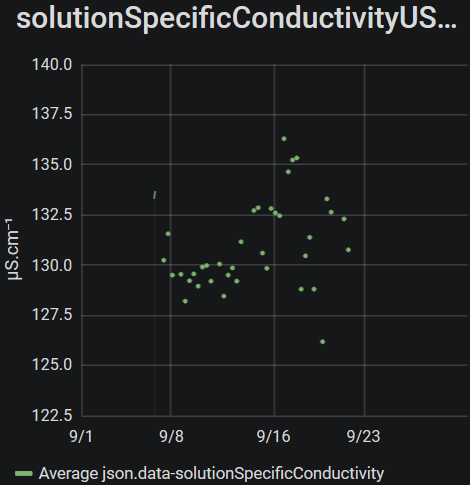 solutionSpecificConductivityUS...
140.0
137.5
135.0
132.5
130.0
127.5
125.0
122.5
µS.cm⁻¹
9/1 9/8 9/16 9/23
Average json.data-solutionSpecificConductivity